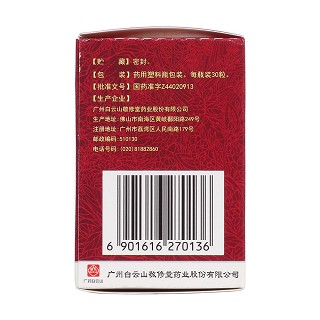 【贮　　藏】密封。
【包　　装】药用塑料瓶包装，每瓶装30粒。
【批准文号】国药准字Z44020913
【生产企业】
广州白云山敬修堂药业股份有限公司
生产地址：佛山市南海区黄岐鄱阳路249号
注册地址：广州市荔湾区人民南路179号
邮政编码：510130
电话号码：(020)81882860
6 901616 270136
广州白云山敬修堂药业股份有限公司